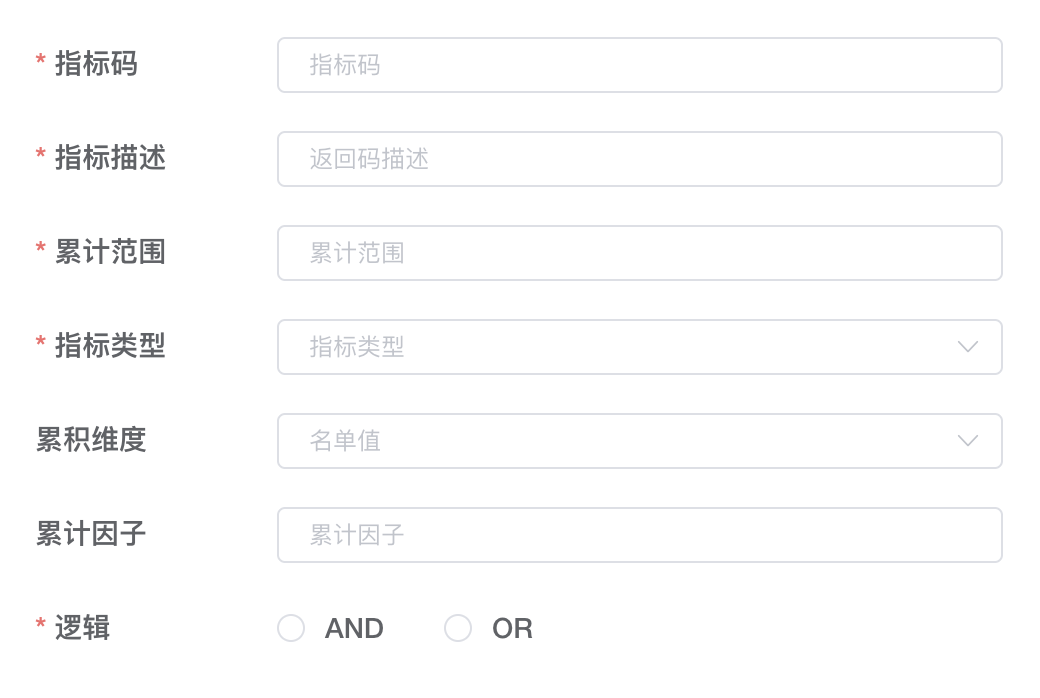 * 指标码 指标码
* 指标描述 返回码描述
* 累计范围 累计范围
* 指标类型 指标类型
累积维度 名单值
累计因子 累计因子
* 逻辑 AND OR